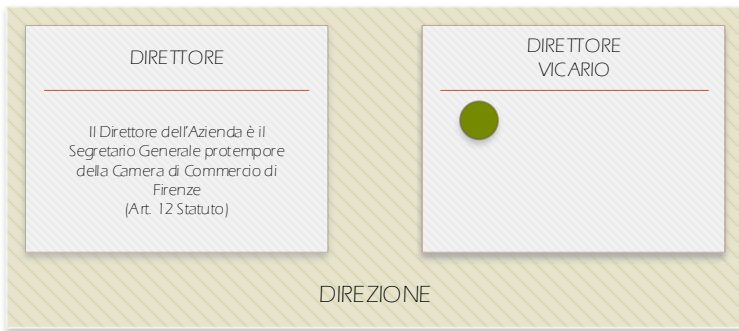 DIRETTORE
Il Direttore dell'Azienda è il
Segretario Generale protempore
della Camera di Commercio di
Firenze
(Art. 12 Statuto)
DIRETTORE
VICARIO
DIREZIONE